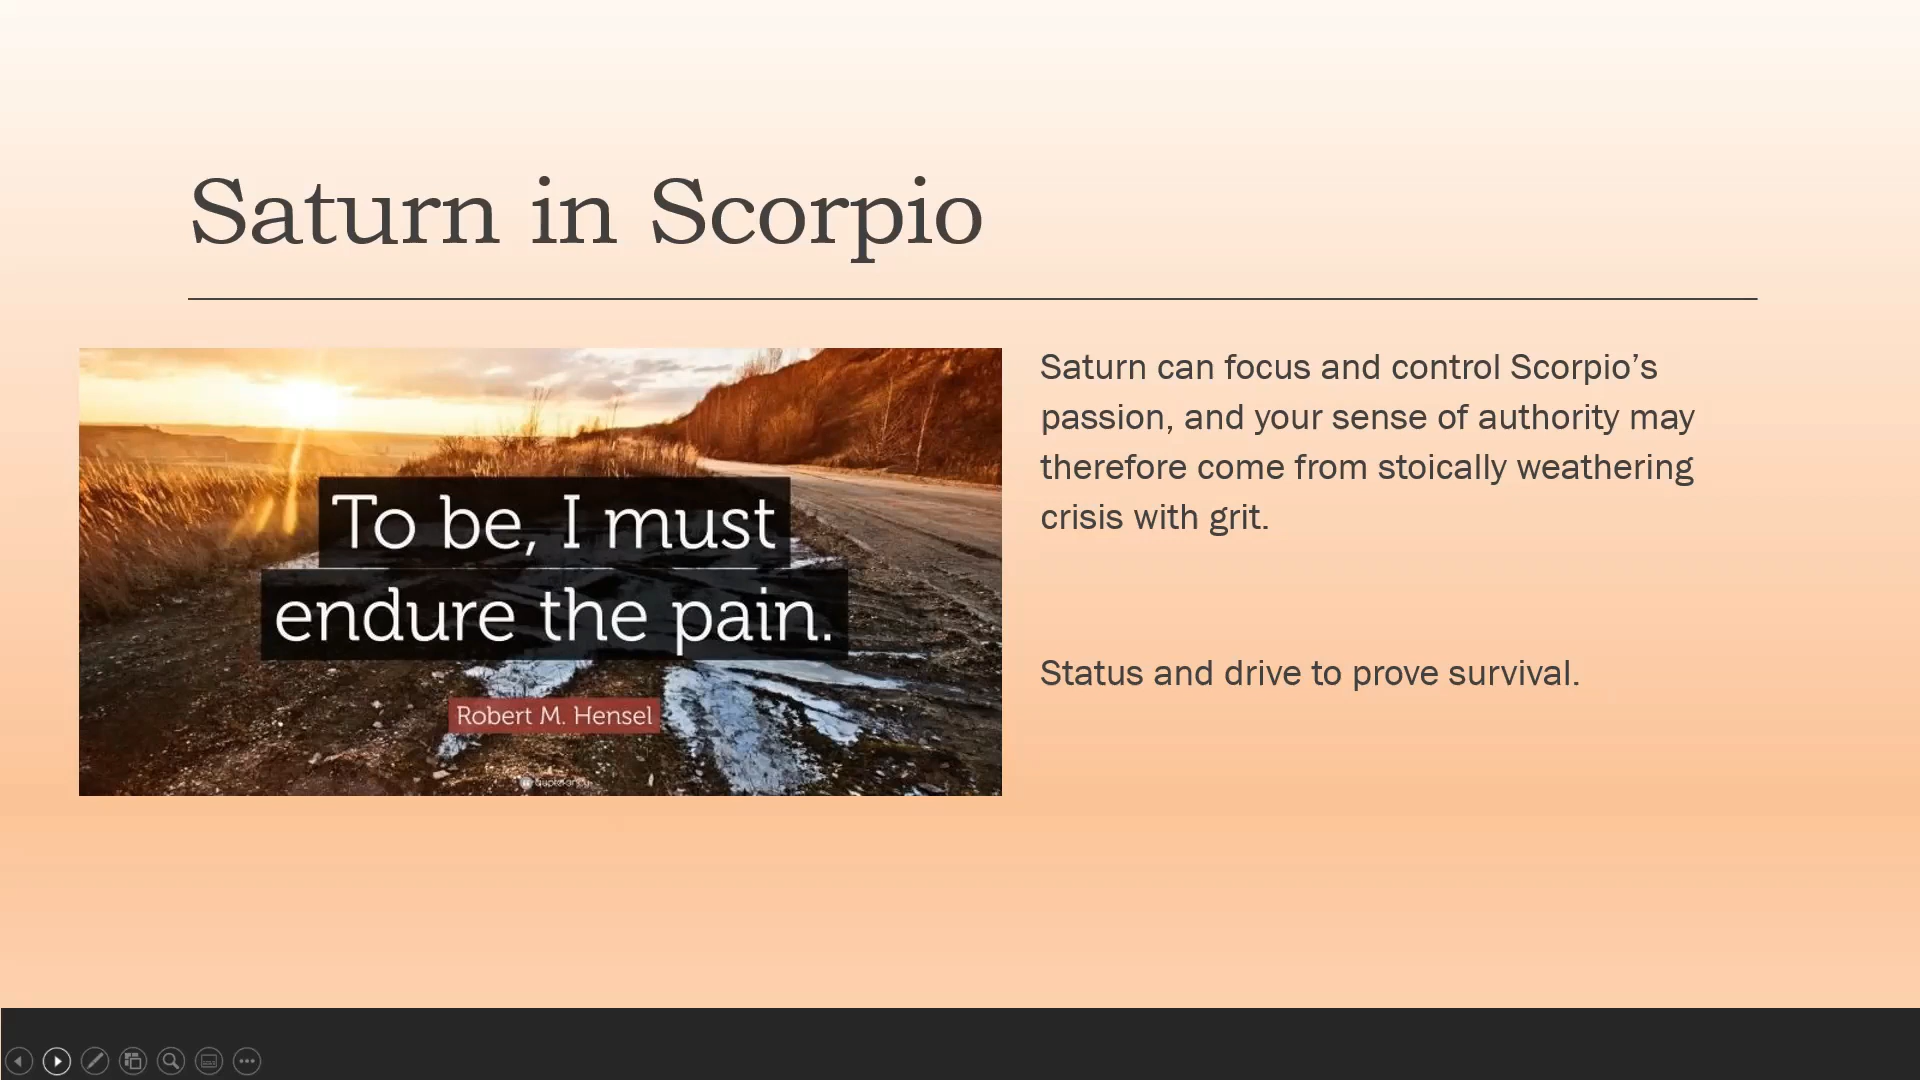 Saturn in Scorpio
To be, I must
endure the pain.
Robert M. Hensel
Saturn can focus and control Scorpio’s
passion, and your sense of authority may
therefore come from stoically weathering
crisis with grit.
Status and drive to prove survival.